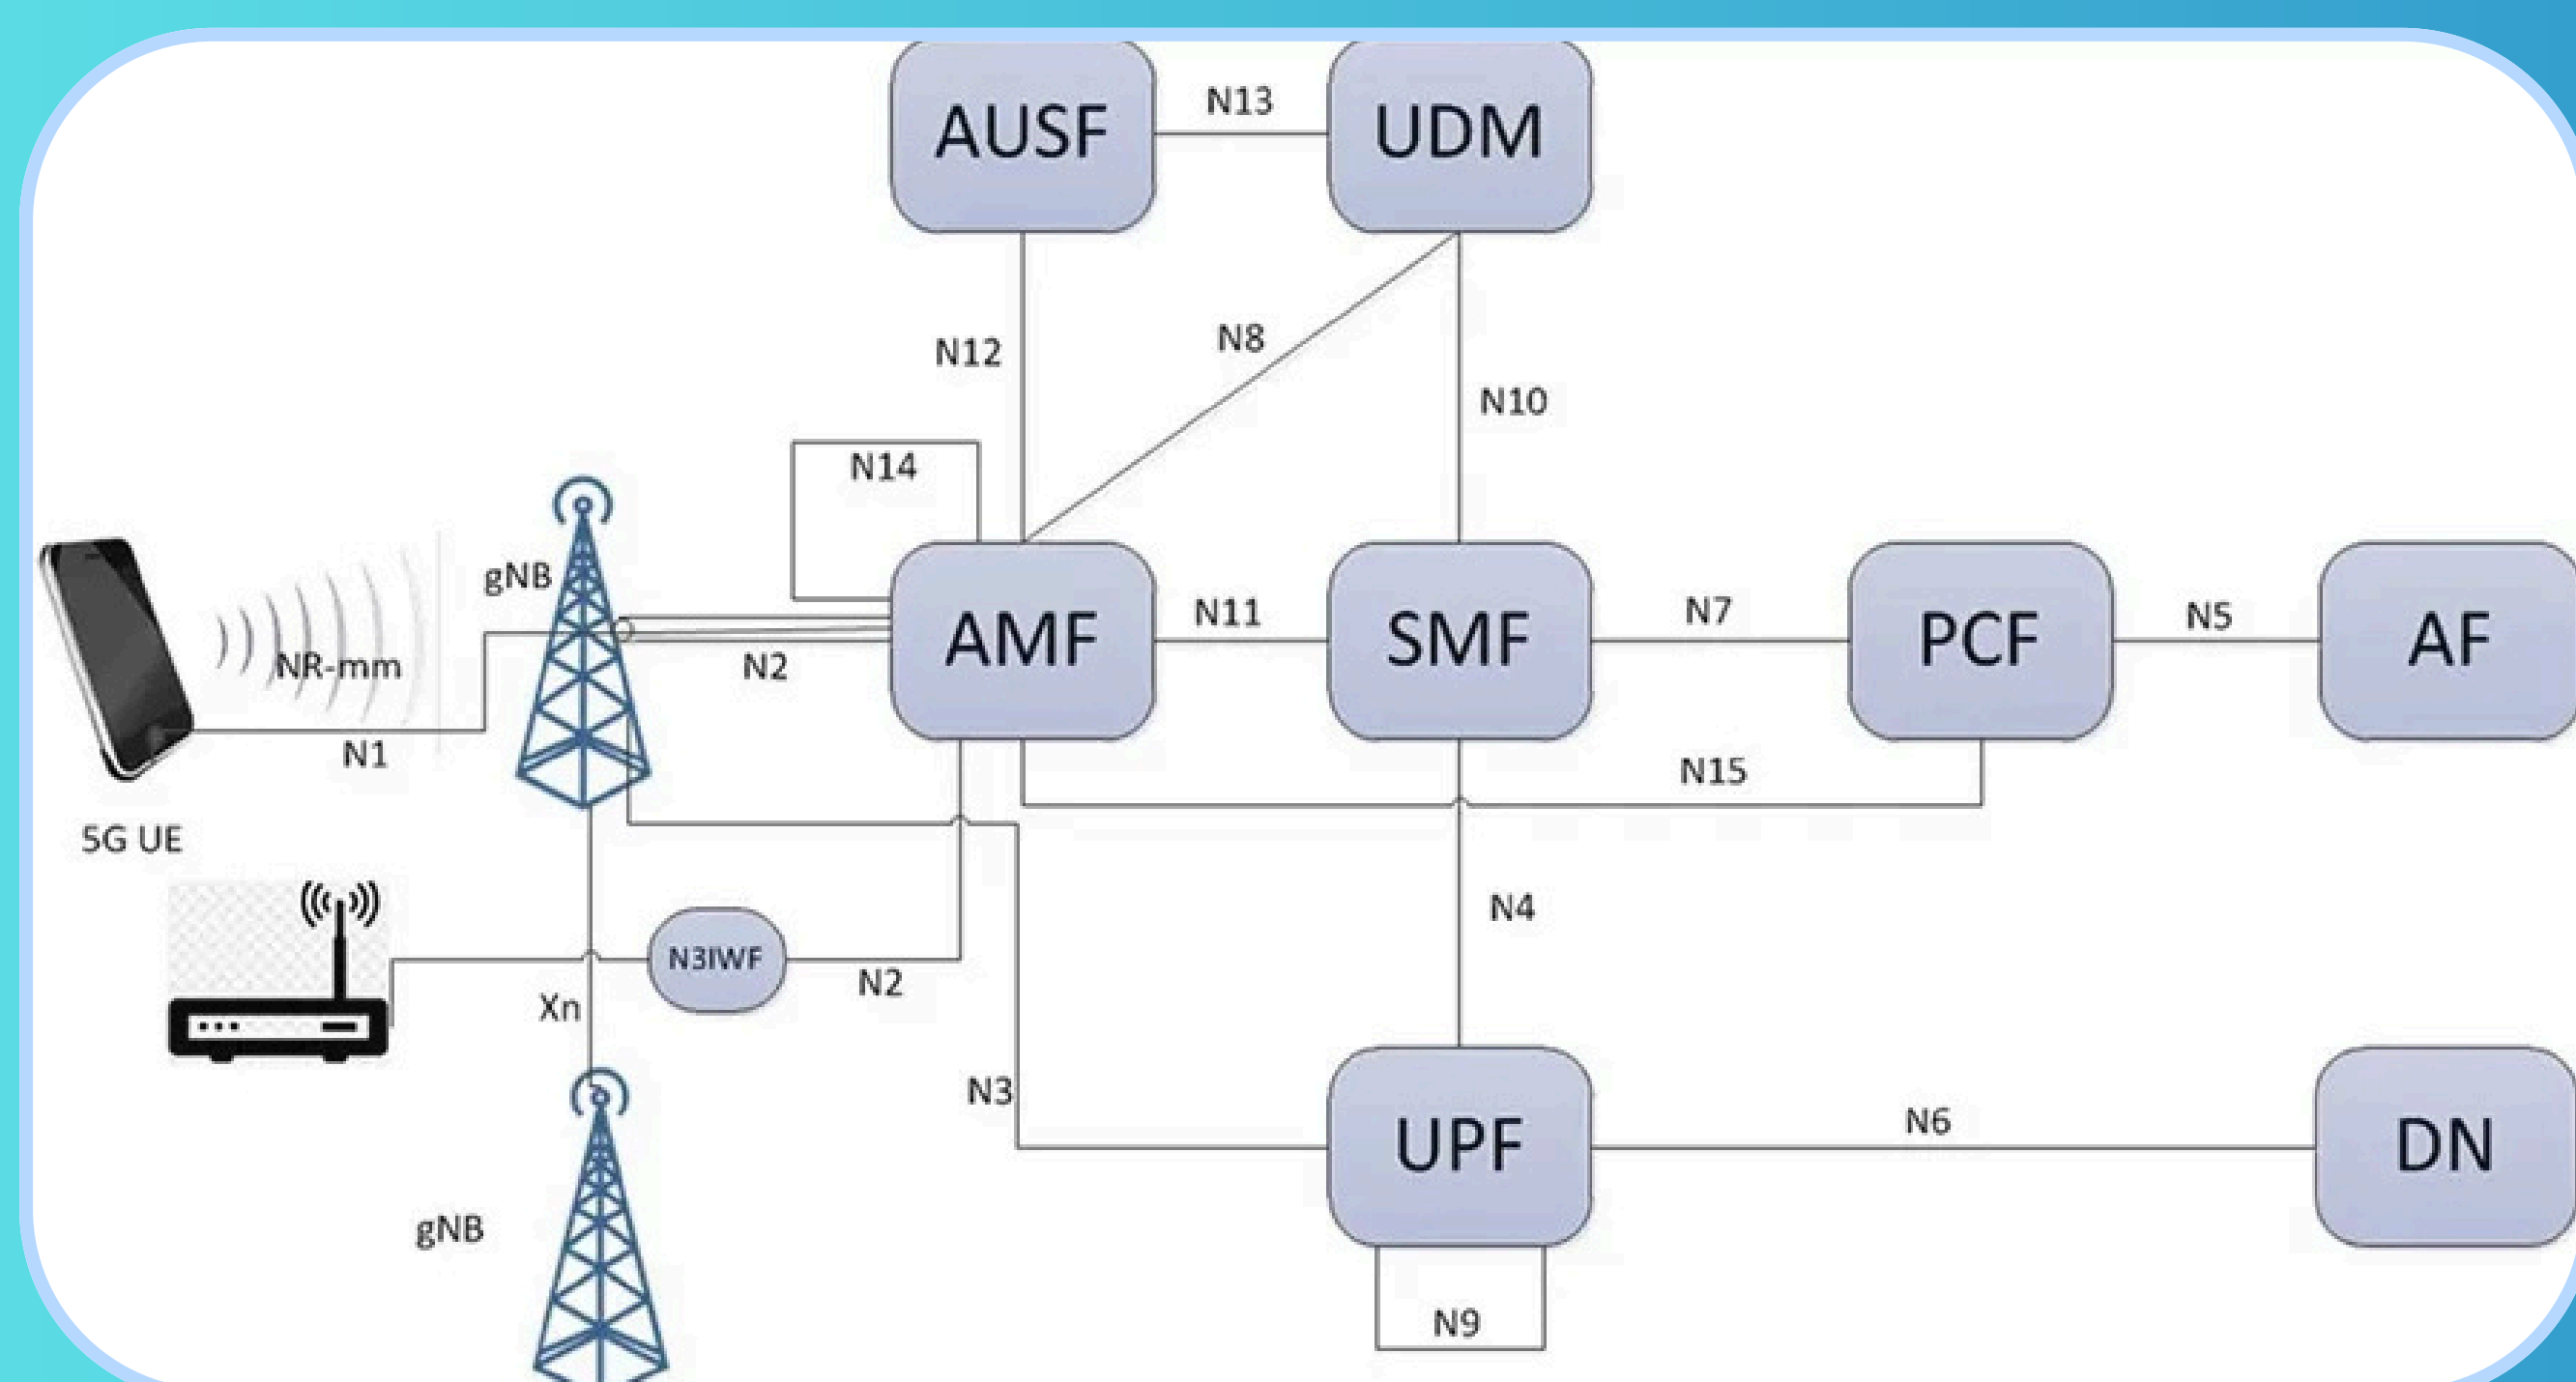 AUSF
N13
UDM
N12
N8
N10
N14
gNB
NR-mm
N1
5G UE
N2
AMF
N11
SMF
N7
PCF
N5
AF
N15
N4
N3IWF
N2
Xn
N3
UPF
N6
DN
gNB
N9